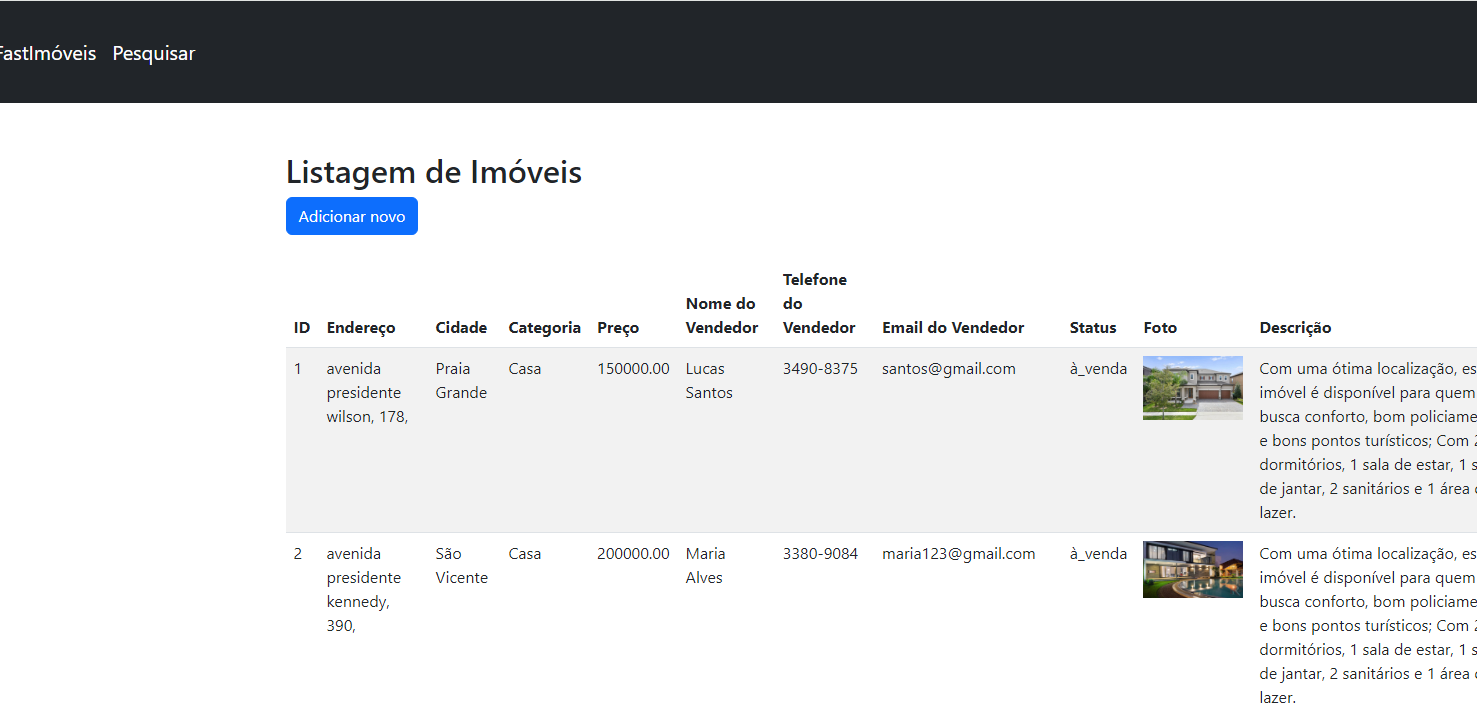 FastImóveis Pesquisar
Listagem de Imóveis
Adicionar novo
ID Endereço Cidade Categoria Preço Nome do Vendedor Telefone do Vendedor Email do Vendedor Status Foto Descrição
1 avenida presidente wilson, 178, Praia Grande Casa 150000.00 Lucas Santos 3490-8375 santos@gmail.com à_venda
Com uma ótima localização, es
imóvel é disponível para quem
busca conforto, bom policiame
e bons pontos turísticos; Com 2
dormitórios, 1 sala de estar, 1 s
de jantar, 2 sanitários e 1 área
lazer.
2 avenida presidente kennedy, 390, São Vicente Casa 200000.00 Maria Alves 3380-9084 maria123@gmail.com à_venda
Com uma ótima localização, es
imóvel é disponível para quem
busca conforto, bom policiame
e bons pontos turísticos; Com 2
dormitórios, 1 sala de estar, 1 s
de jantar, 2 sanitários e 1 área
lazer.